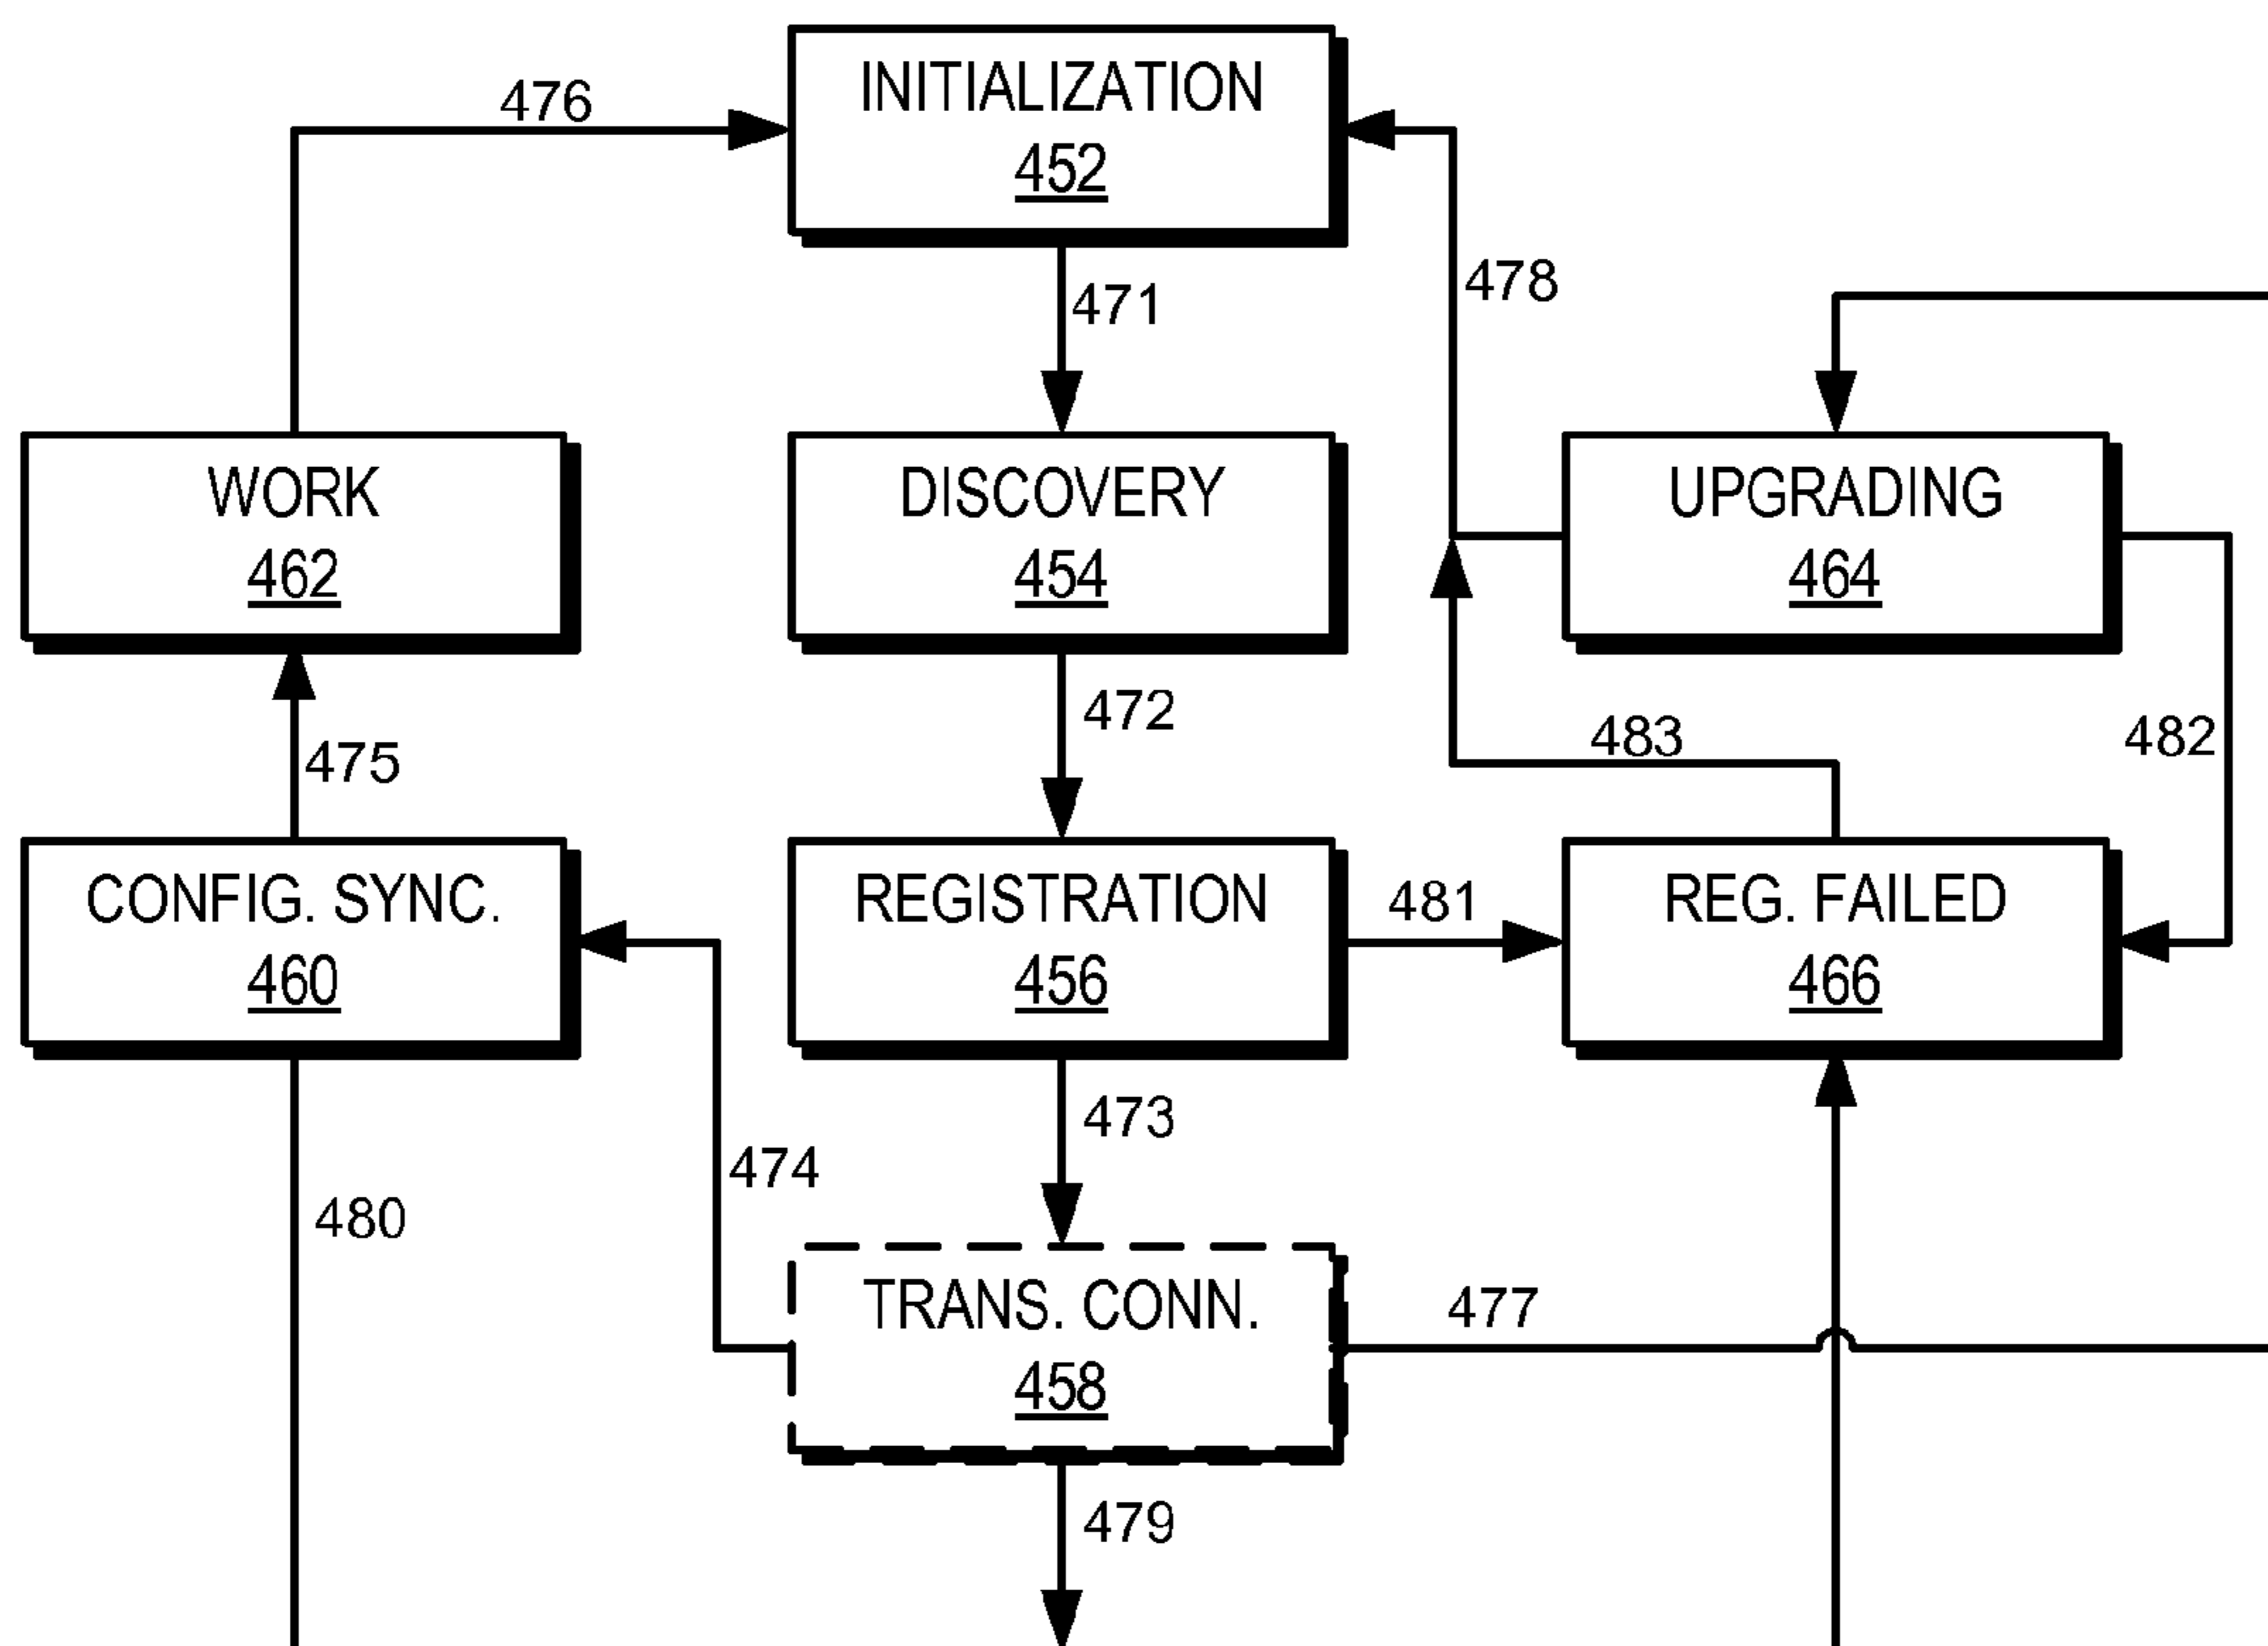 INITIALIZATION
452
476
471
478
WORK
462
DISCOVERY
454
UPGRADING
464
472
483
482
475
CONFIG. SYNC.
460
REGISTRATION
456
481
REG. FAILED
466
473
474
480
TRANS. CONN.
458
477
479